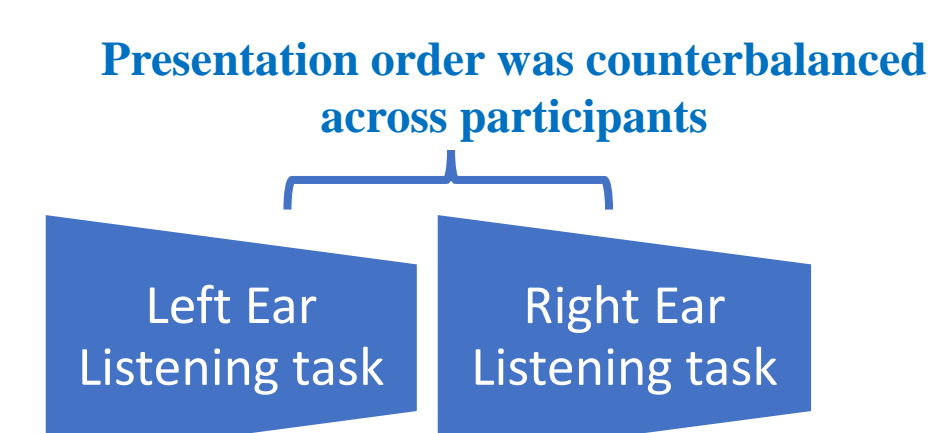 Presentation order was counterbalanced
across participants
Left Ear
Listening task
Right Ear
Listening task